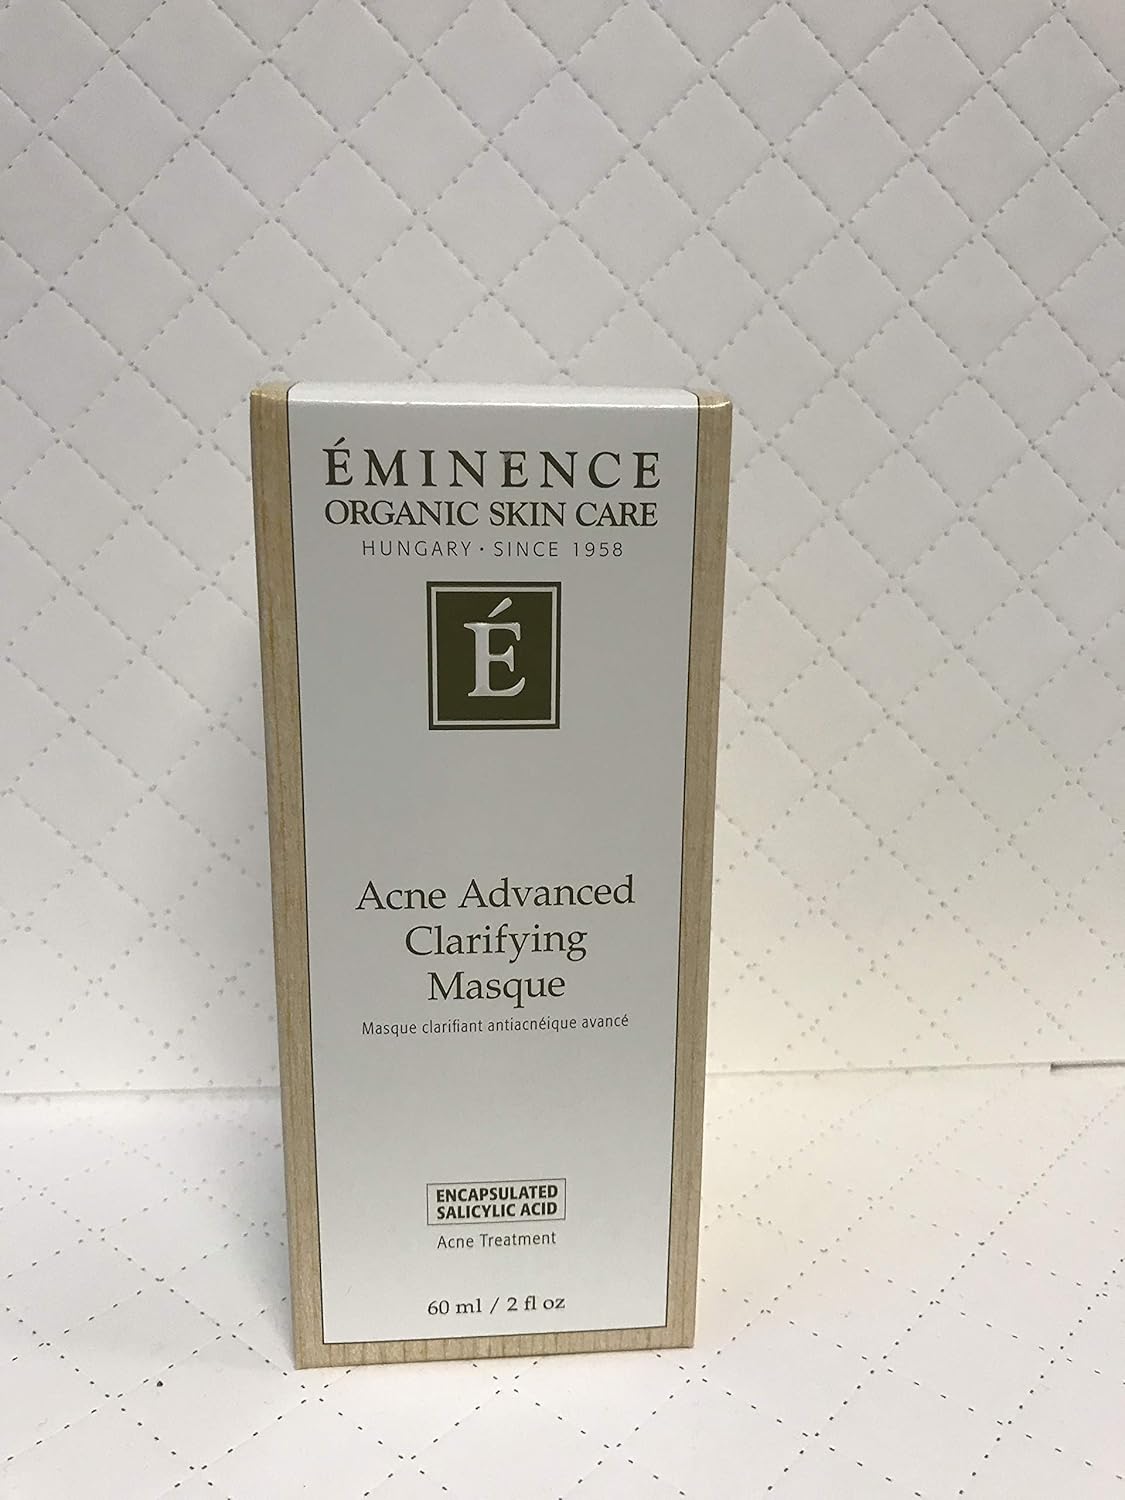 ÉMINENCE
ORGANIC SKIN CARE
HUNGARY · SINCE 1958
É
Acne Advanced
Clarifying
Masque
Masque clarifiant antiacnéique avancé
ENCAPSULATED
SALICYLIC ACID
Acne Treatment
60 ml / 2 fl oz